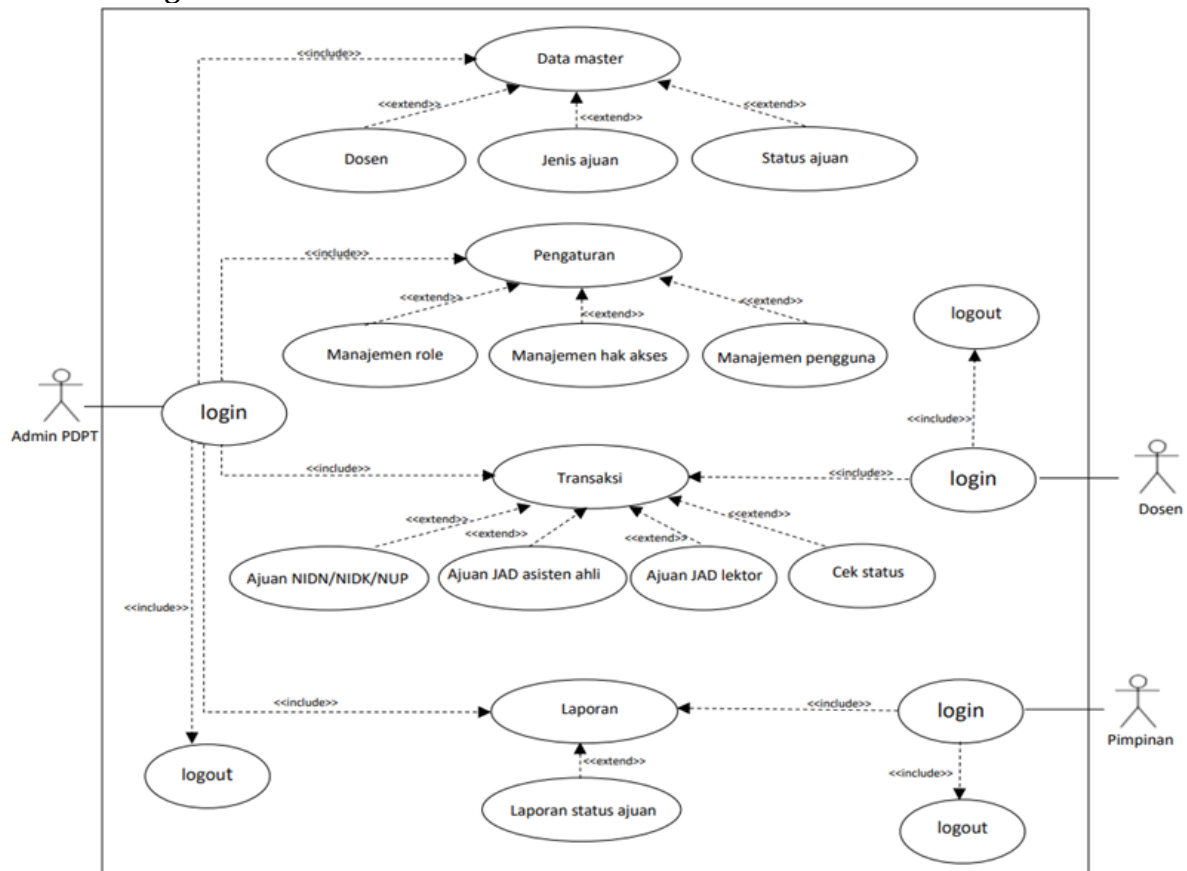 <<include>>
Data master
<<extend>>
<<extend>>
<<extend>>
Dosen
Jenis ajuan
Status ajuan
<<include>>
Pengaturan
<<extend>>
<<extend>>
<<extend>>
Manajemen role
Manajemen hak akses
Manajemen pengguna
logout
login
Admin PDPT
<<include>>
<<include>>
Transaksi
<<include>>
login
Dosen
<<extend>>
<<extend>>
<<extend>>
<<extend>>
Ajuan NIDN/NIDK/NUP
Ajuan JAD asisten ahli
Ajuan JAD lektor
Cek status
<<include>>
<<include>>
Laporan
<<include>>
login
Pimpinan
logout
<<extend>>
<<include>>
Laporan status ajuan
logout